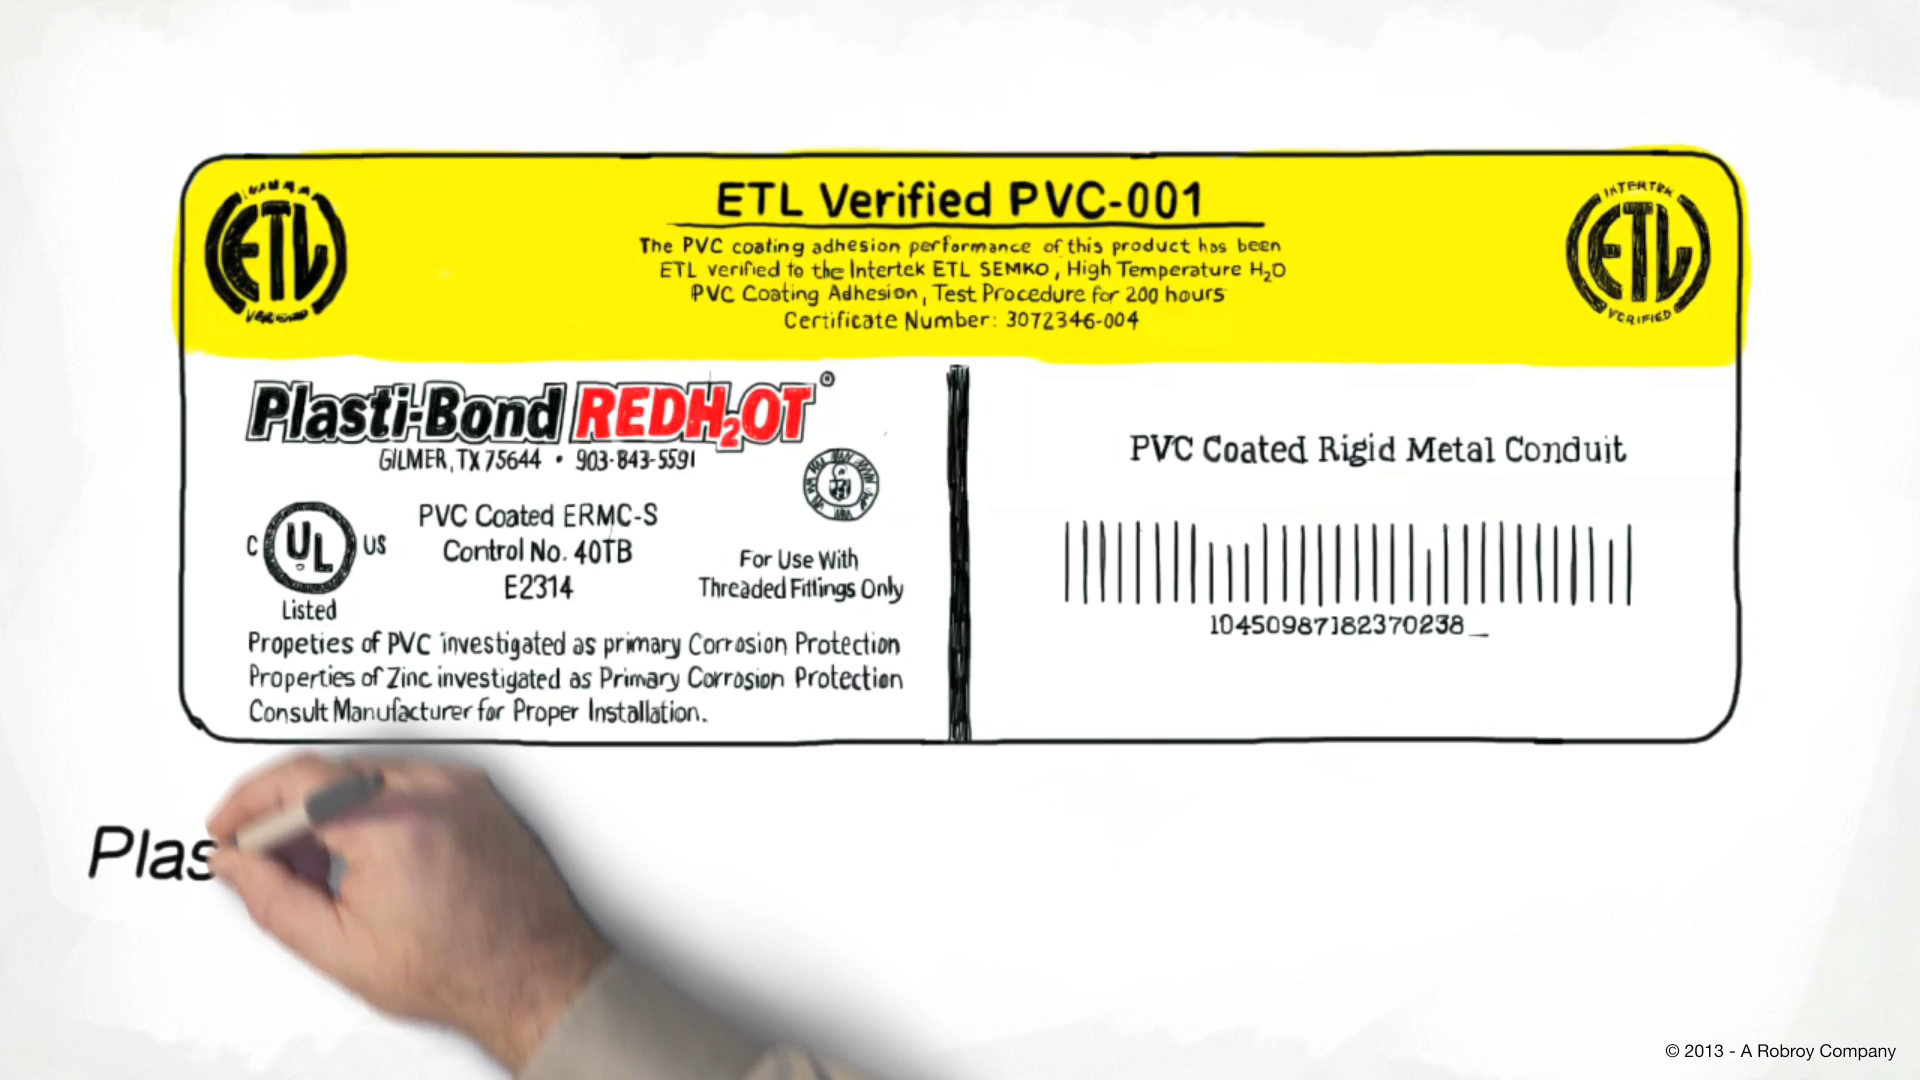 ETL Verified PVC-001
The PVC coating adhesion performance of this product has been
ETL verified to the Intertek ETL SEMKO, High Temperature H₂O
PVC Coating Adhesion, Test Procedure for 200 hours
Certificate Number: 3072346-004
ETL
INTERTEK
ETL
VERIFIED
Plasti-Bond REDH₂OT®
GILMER, TX 75644 • 903-843-5591
C UL US
Listed
PVC Coated ERMC-S
Control No. 40TB
E2314
For Use With
Threaded Fittings Only
Propeties of PVC investigated as primary Corrosion Protection
Properties of Zinc investigated as Primary Corrosion Protection
Consult Manufacturer for Proper Installation.
PVC Coated Rigid Metal Conduit
10450987182370238_
Plas
© 2013 - A Robroy Company